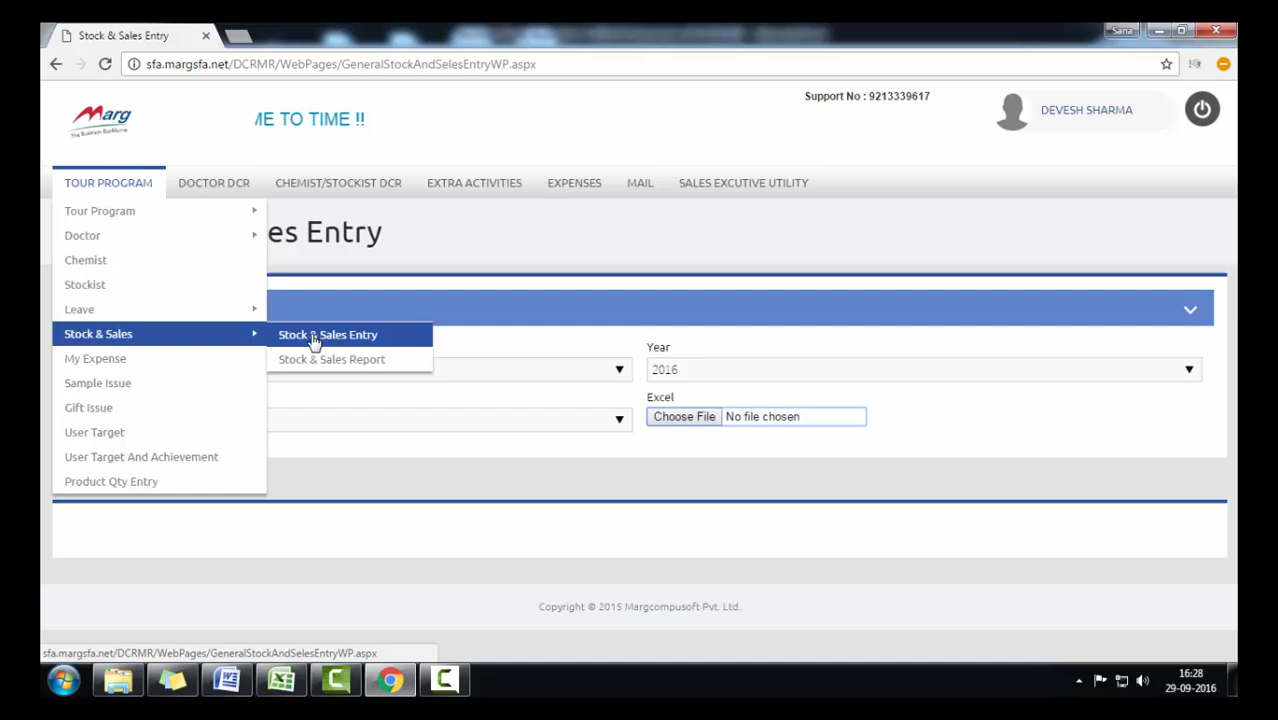 Stock & Sales Entry
Sana
sfa.margsfa.net/DCRMR/WebPages/GeneralStockAndSelesEntryWP.aspx
Marg
The Business Backbone
ME TO TIME !!
Support No : 9213339617
DEVESH SHARMA
TOUR PROGRAM
DOCTOR DCR
CHEMIST/STOCKIST DCR
EXTRA ACTIVITIES
EXPENSES
MAIL
SALES EXCUTIVE UTILITY
Tour Program
Doctor
Chemist
Stockist
Leave
Stock & Sales
My Expense
Sample Issue
Gift Issue
User Target
User Target And Achievement
Product Qty Entry
Stock & Sales Entry
Stock & Sales Report
es Entry
Year
2016
Excel
Choose File No file chosen
Copyright © 2015 Margcompusoft Pvt. Ltd.
sfa.margsfa.net/DCRMR/WebPages/GeneralStockAndSelesEntryWP.aspx
16:28
29-09-2016